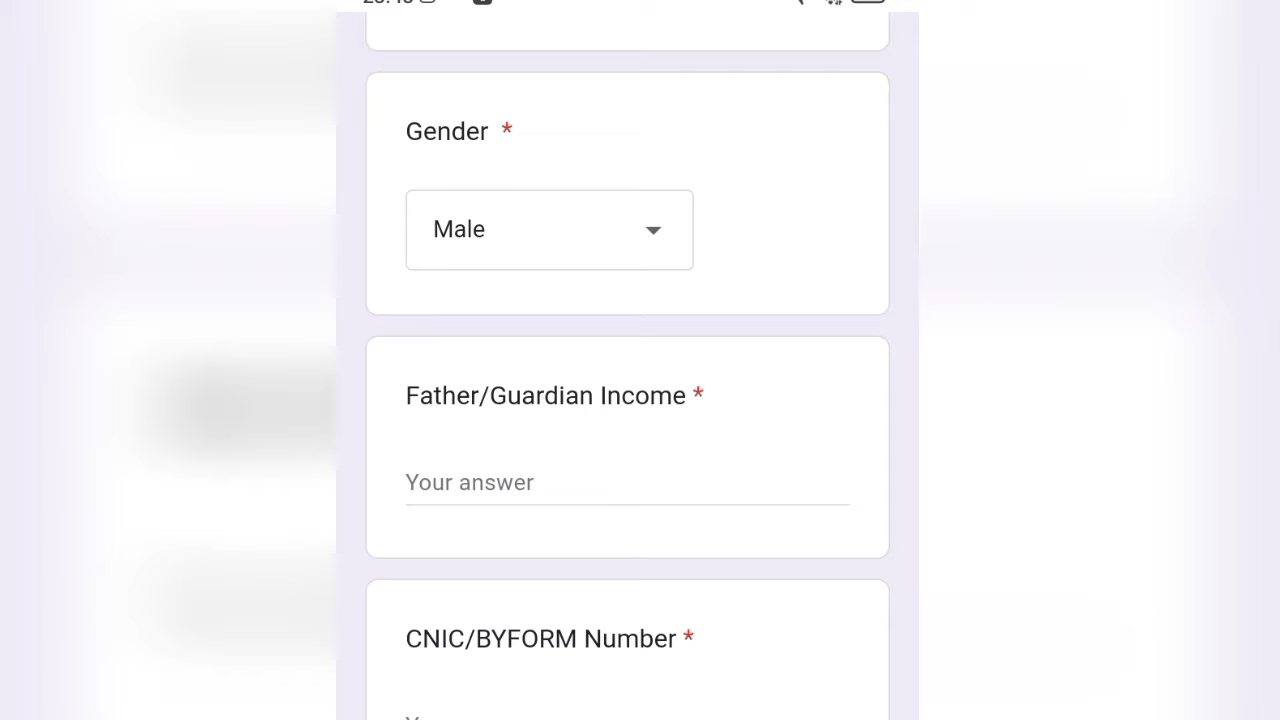 Gender *
Male
Father/Guardian Income *
Your answer
CNIC/BYFORM Number *